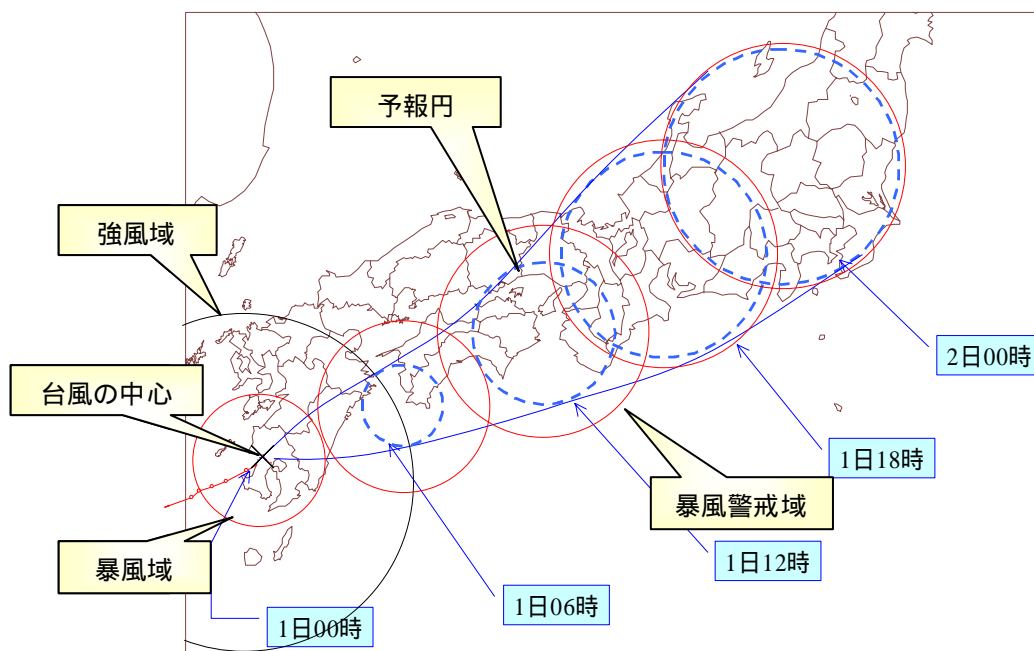 予報円
強風域
台風の中心
暴風域
1日00時
1日06時
1日12時
暴風警戒域
1日18時
2日00時